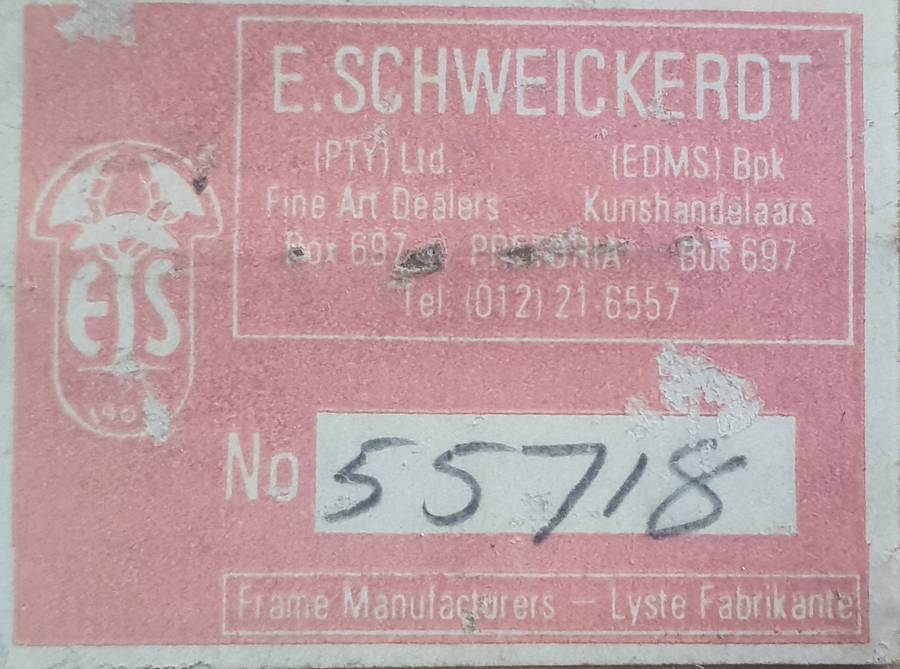 E. SCHWEICKERDT
(PTY) Ltd. (EDMS) Bpk
Fine Art Dealers Kunshandelaars
Box 697 PRETORIA Bus 697
Tel. (012) 21-6557
E S
No 55718
Frame Manufacturers — Lyste Fabrikante